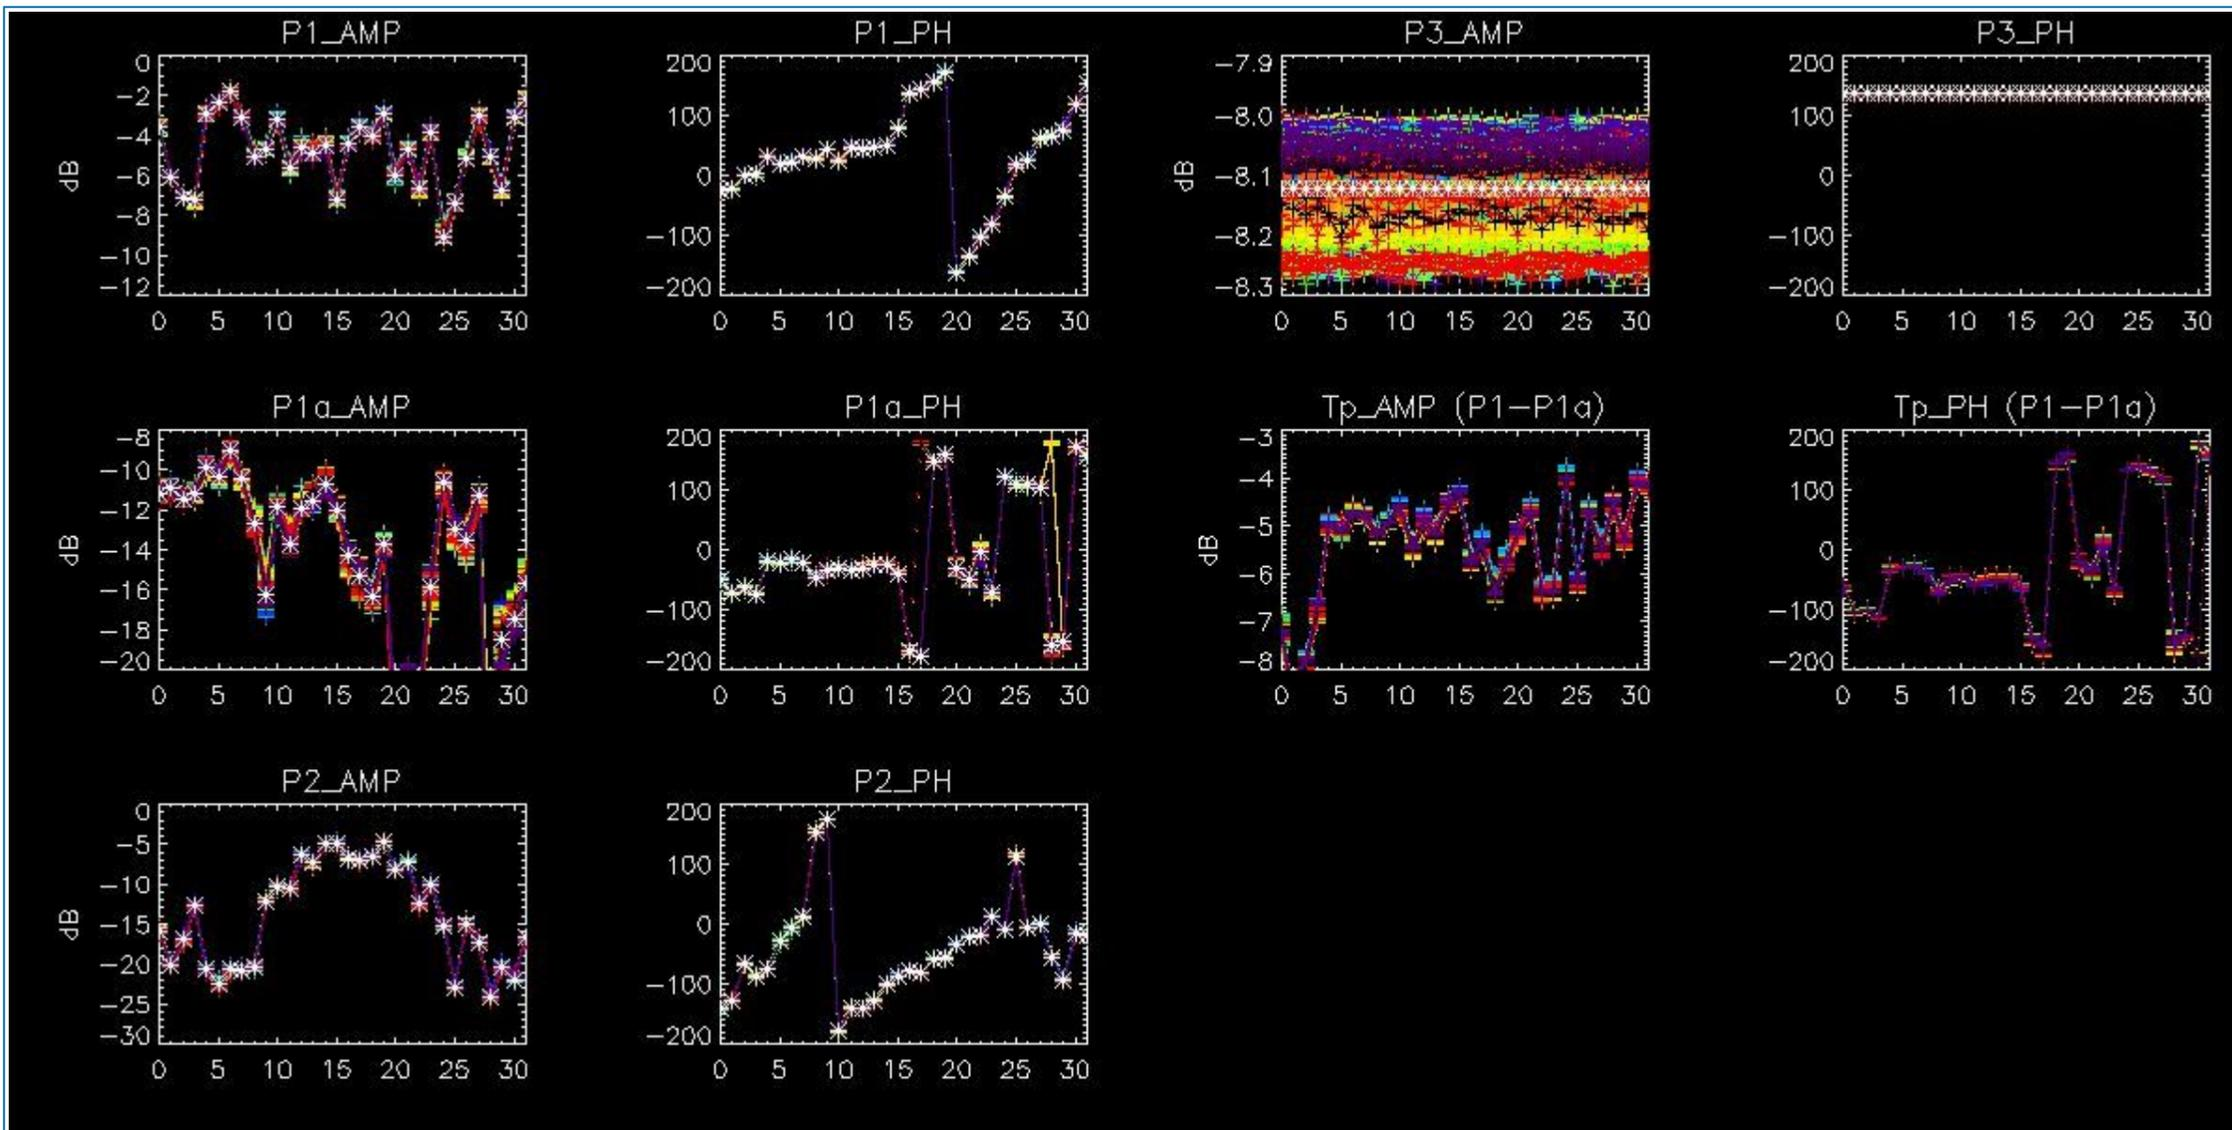 P1_AMP
0
−2
−4
−6
−8
−10
−12
dB
0 5 10 15 20 25 30
P1_PH
200
100
0
−100
−200
0 5 10 15 20 25 30
P3_AMP
−7.9
−8.0
−8.1
−8.2
−8.3
dB
0 5 10 15 20 25 30
P3_PH
200
100
0
−100
−200
0 5 10 15 20 25 30
P1a_AMP
−8
−10
−12
−14
−16
−18
−20
dB
0 5 10 15 20 25 30
P1a_PH
200
100
0
−100
−200
0 5 10 15 20 25 30
Tp_AMP (P1−P1a)
−3
−4
−5
−6
−7
−8
dB
0 5 10 15 20 25 30
Tp_PH (P1−P1a)
200
100
0
−100
−200
0 5 10 15 20 25 30
P2_AMP
0
−5
−10
−15
−20
−25
−30
dB
0 5 10 15 20 25 30
P2_PH
200
100
0
−100
−200
0 5 10 15 20 25 30